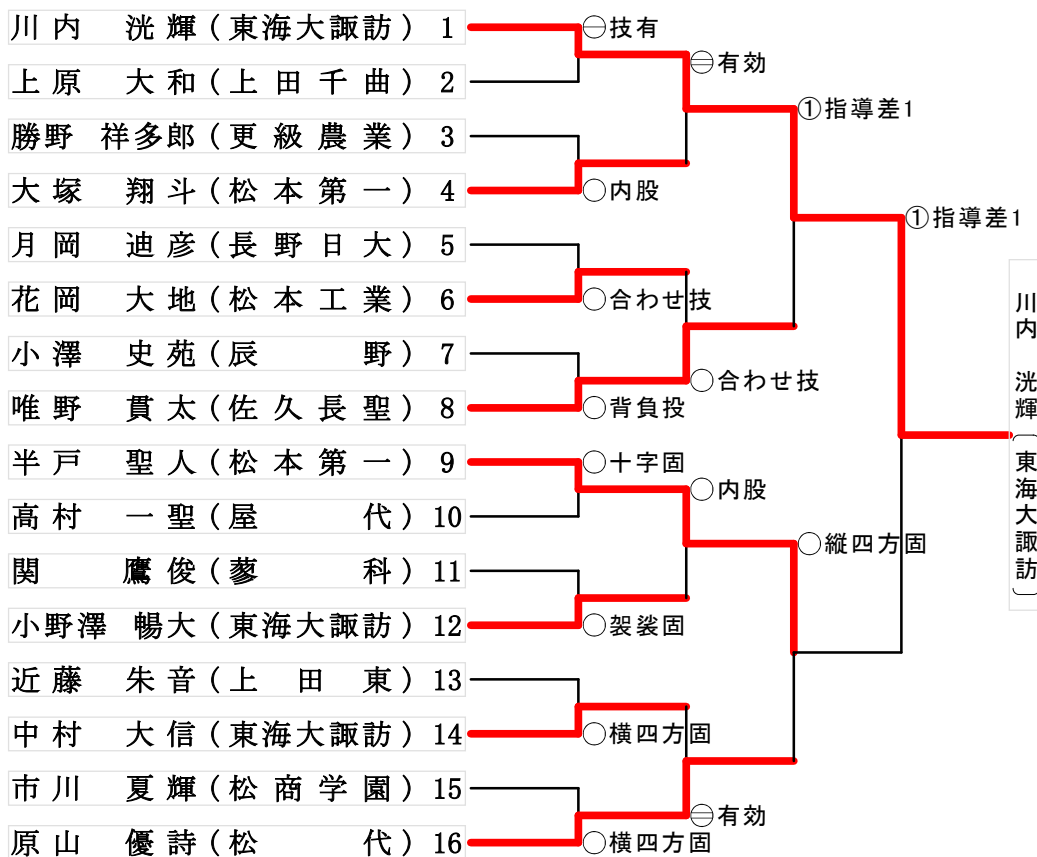 川内 洸輝(東海大諏訪) 1
上原 大和(上田千曲) 2
勝野 祥多郎(更級農業) 3
大塚 翔斗(松本第一) 4
月岡 迪彦(長野日大) 5
花岡 大地(松本工業) 6
小澤 史苑(辰野) 7
唯野 貫太(佐久長聖) 8
半戸 聖人(松本第一) 9
高村 一聖(屋代) 10
関 鷹俊(蓼科) 11
小野澤 暢大(東海大諏訪) 12
近藤 朱音(上田東) 13
中村 大信(東海大諏訪) 14
市川 夏輝(松商学園) 15
原山 優詩(松代) 16
㊀技有
○内股
○合わせ技
○背負投
○十字固
○袈裟固
○横四方固
○横四方固
㊁有効
○合わせ技
○内股
㊁有効
①指導差1
○縦四方固
①指導差1
川内 洸輝〔東海大諏訪〕